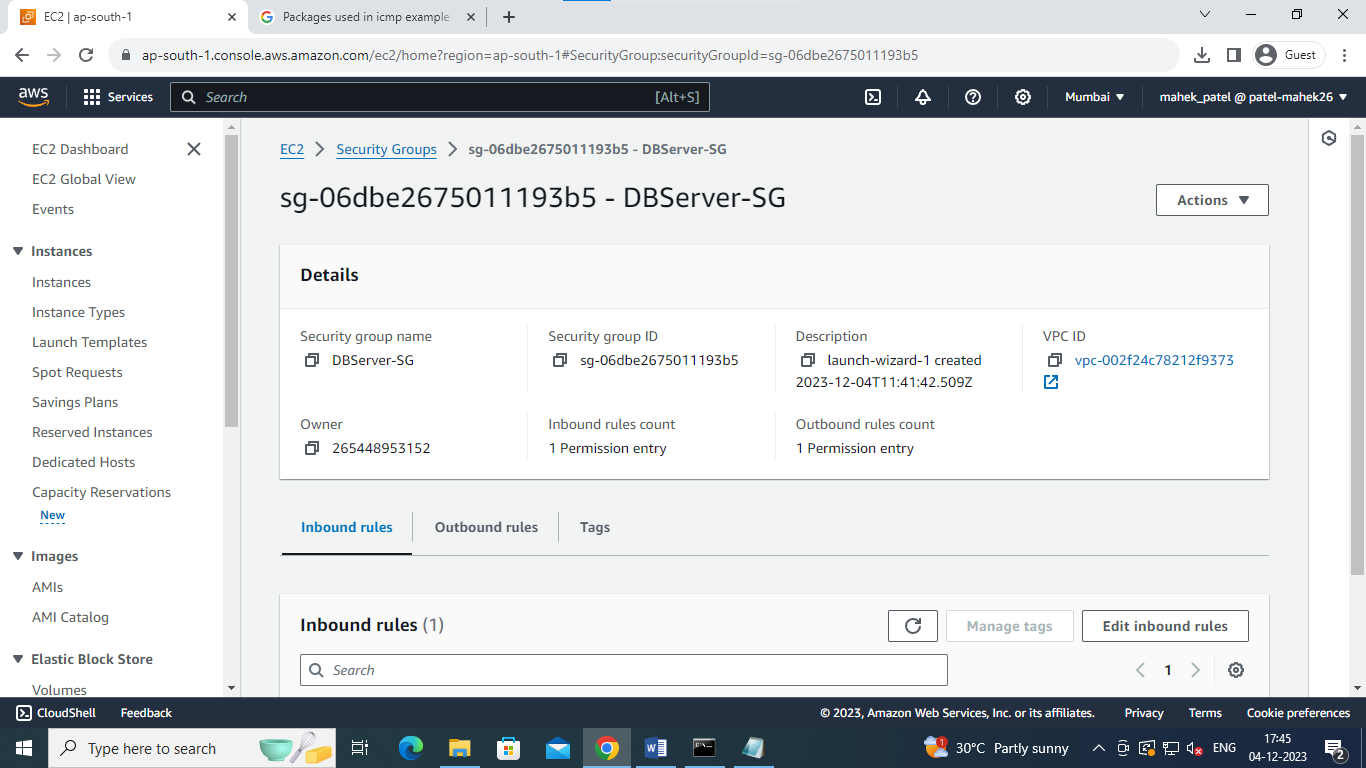 EC2 | ap-south-1
Packages used in icmp example
ap-south-1.console.aws.amazon.com/ec2/home?region=ap-south-1#SecurityGroup:securityGroupId=sg-06dbe2675011193b5
Guest
aws
Services
Search
[Alt+S]
Mumbai
mahek_patel @ patel-mahek26
EC2 Dashboard
EC2 Global View
Events
Instances
Instances
Instance Types
Launch Templates
Spot Requests
Savings Plans
Reserved Instances
Dedicated Hosts
Capacity Reservations
New
Images
AMIs
AMI Catalog
Elastic Block Store
Volumes
EC2
Security Groups
sg-06dbe2675011193b5 - DBServer-SG
sg-06dbe2675011193b5 - DBServer-SG
Actions
Details
Security group name
DBServer-SG
Security group ID
sg-06dbe2675011193b5
Description
launch-wizard-1 created
2023-12-04T11:41:42.509Z
VPC ID
vpc-002f24c78212f9373
Owner
265448953152
Inbound rules count
1 Permission entry
Outbound rules count
1 Permission entry
Inbound rules
Outbound rules
Tags
Inbound rules (1)
Manage tags
Edit inbound rules
Search
1
CloudShell
Feedback
© 2023, Amazon Web Services, Inc. or its affiliates.
Privacy
Terms
Cookie preferences
Type here to search
1
30°C Partly sunny
ENG
17:45
04-12-2023
2